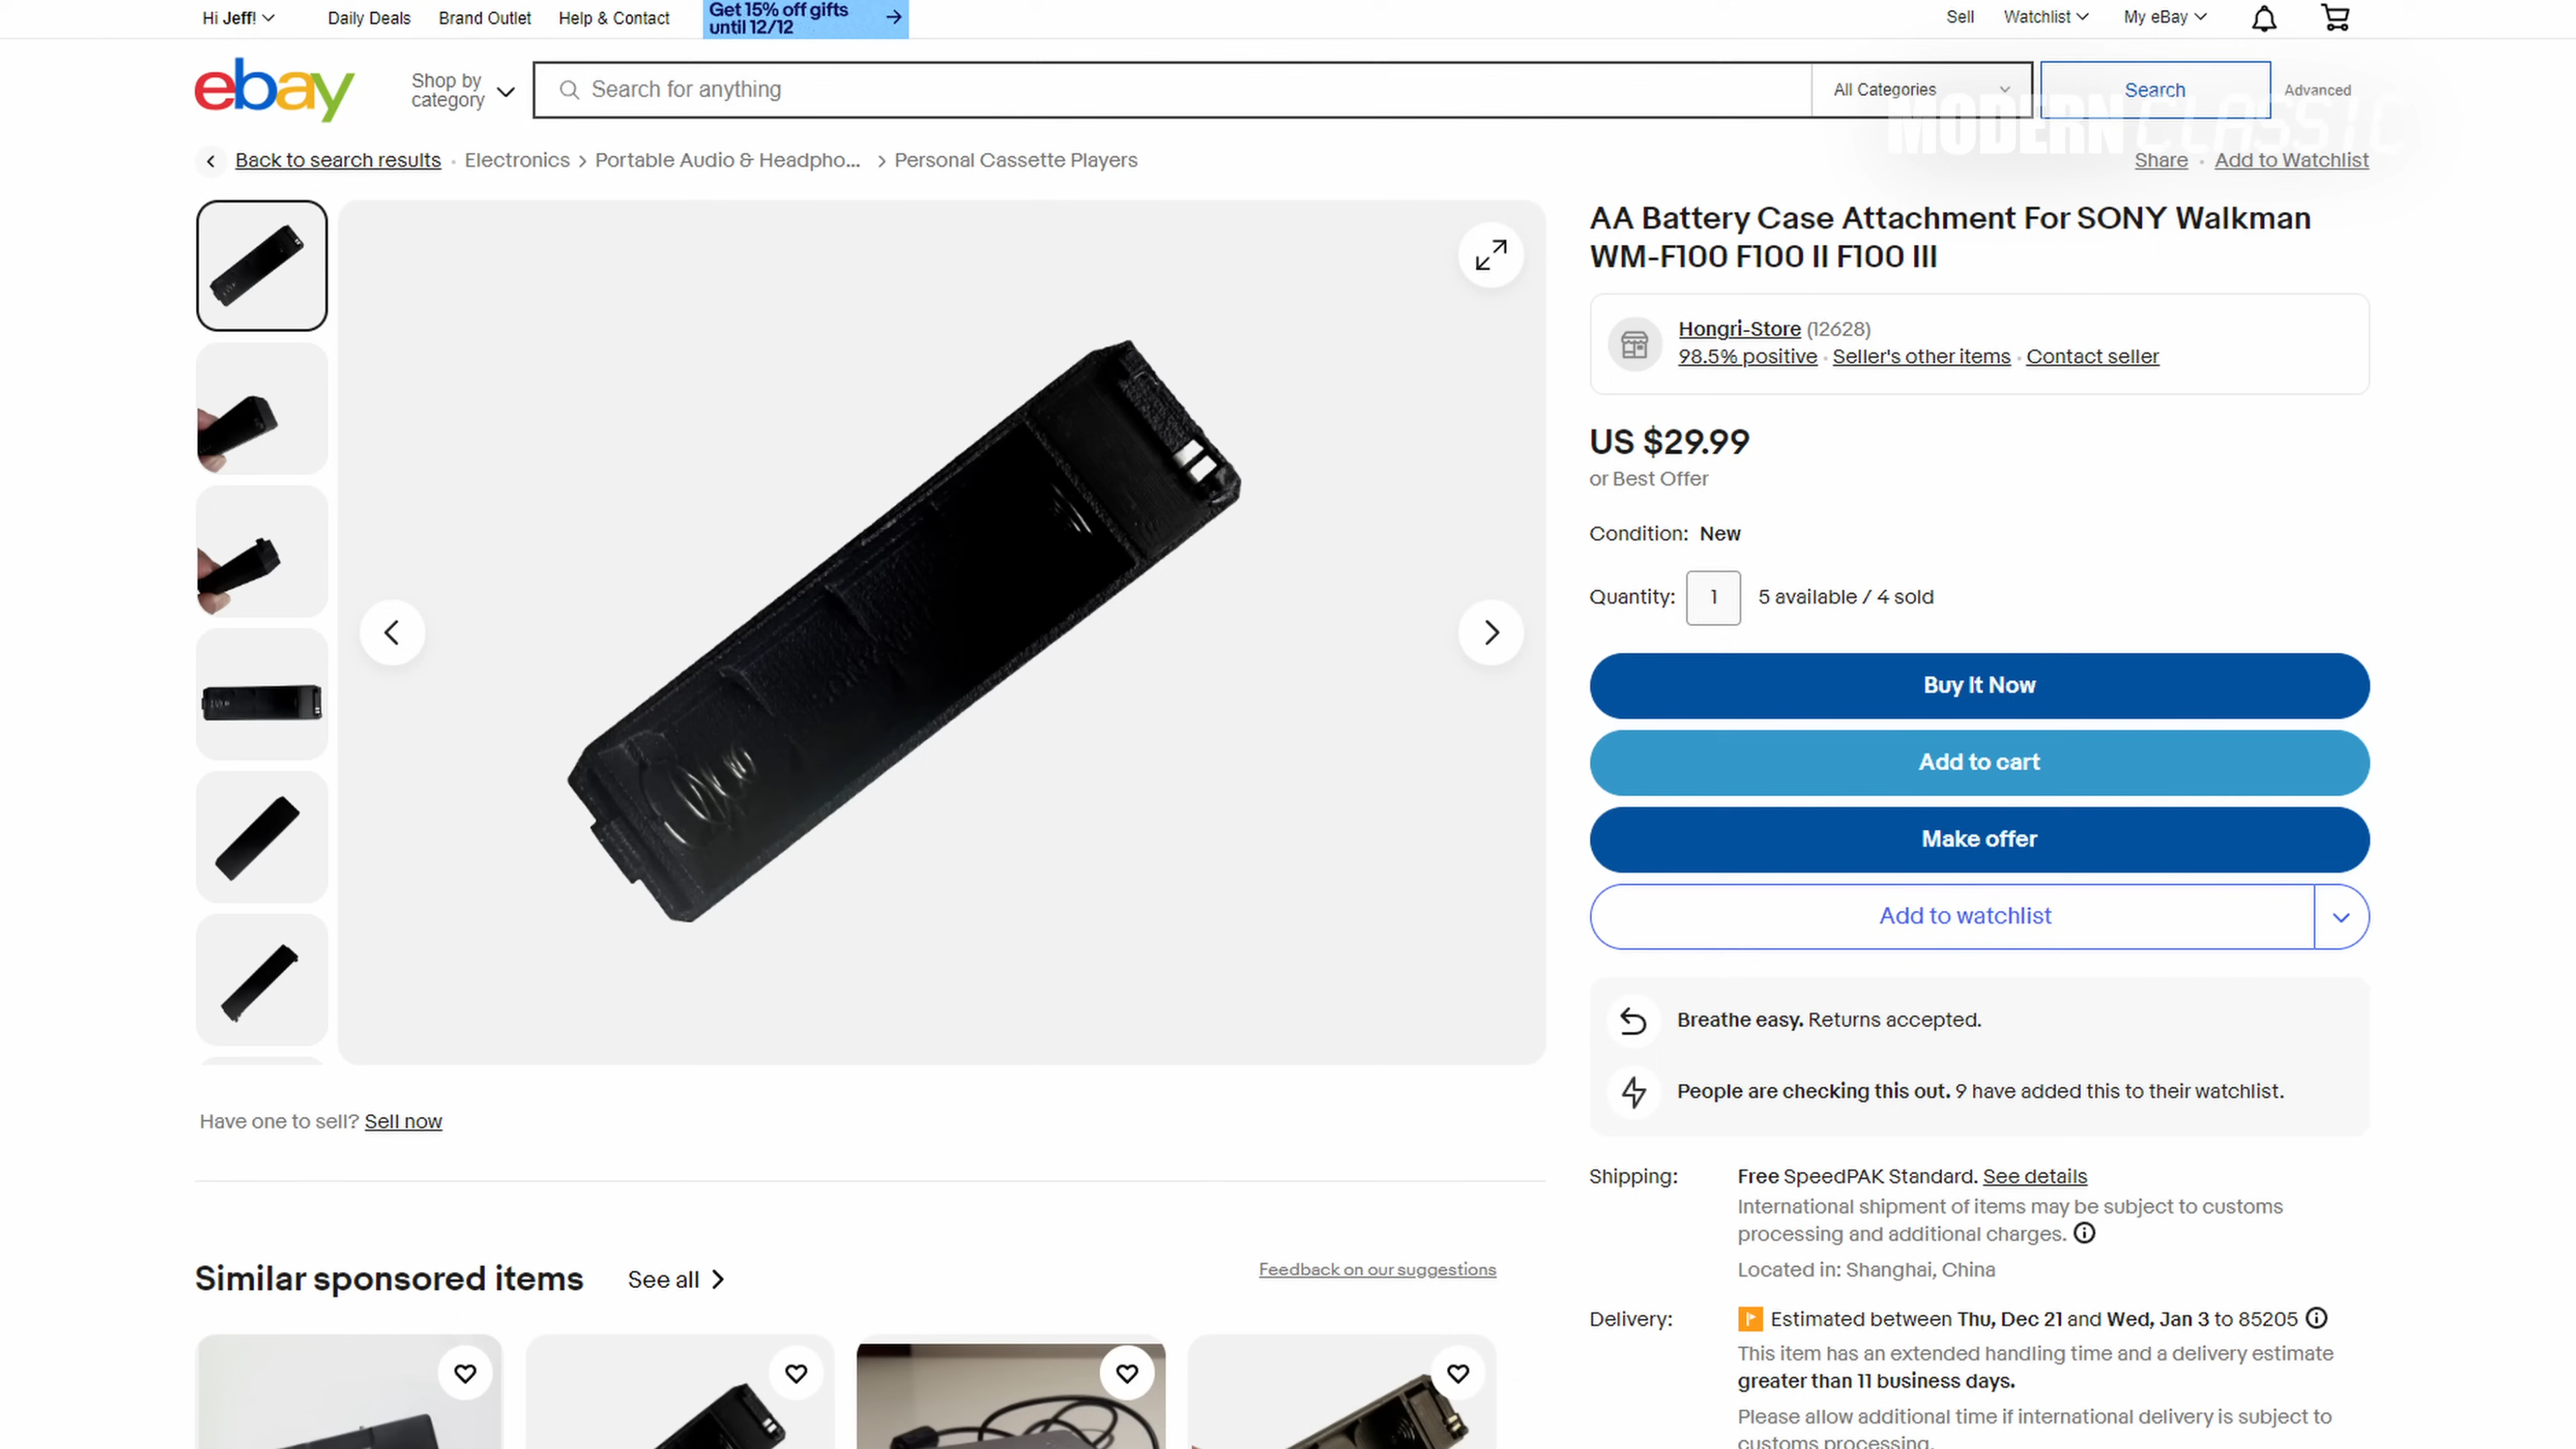 Hi Jeff!
Daily Deals
Brand Outlet
Help & Contact
Get 15% off gifts
until 12/12
Sell
Watchlist
My eBay
ebay
Shop by
category
Search for anything
All Categories
Search
Advanced
MODERN CLASSIC
Back to search results
Electronics
Portable Audio & Headpho...
Personal Cassette Players
Share
Add to Watchlist
AA Battery Case Attachment For SONY Walkman
WM-F100 F100 II F100 III
Hongri-Store (12628)
98.5% positive · Seller's other items · Contact seller
US $29.99
or Best Offer
Condition: New
Quantity: 1 5 available / 4 sold
Buy It Now
Add to cart
Make offer
Add to watchlist
Breathe easy. Returns accepted.
People are checking this out. 9 have added this to their watchlist.
Have one to sell? Sell now
Shipping: Free SpeedPAK Standard. See details
International shipment of items may be subject to customs
processing and additional charges.
Located in: Shanghai, China
Delivery: Estimated between Thu, Dec 21 and Wed, Jan 3 to 85205
This item has an extended handling time and a delivery estimate
greater than 11 business days.
Please allow additional time if international delivery is subject to
customs processing.
Similar sponsored items
See all
Feedback on our suggestions